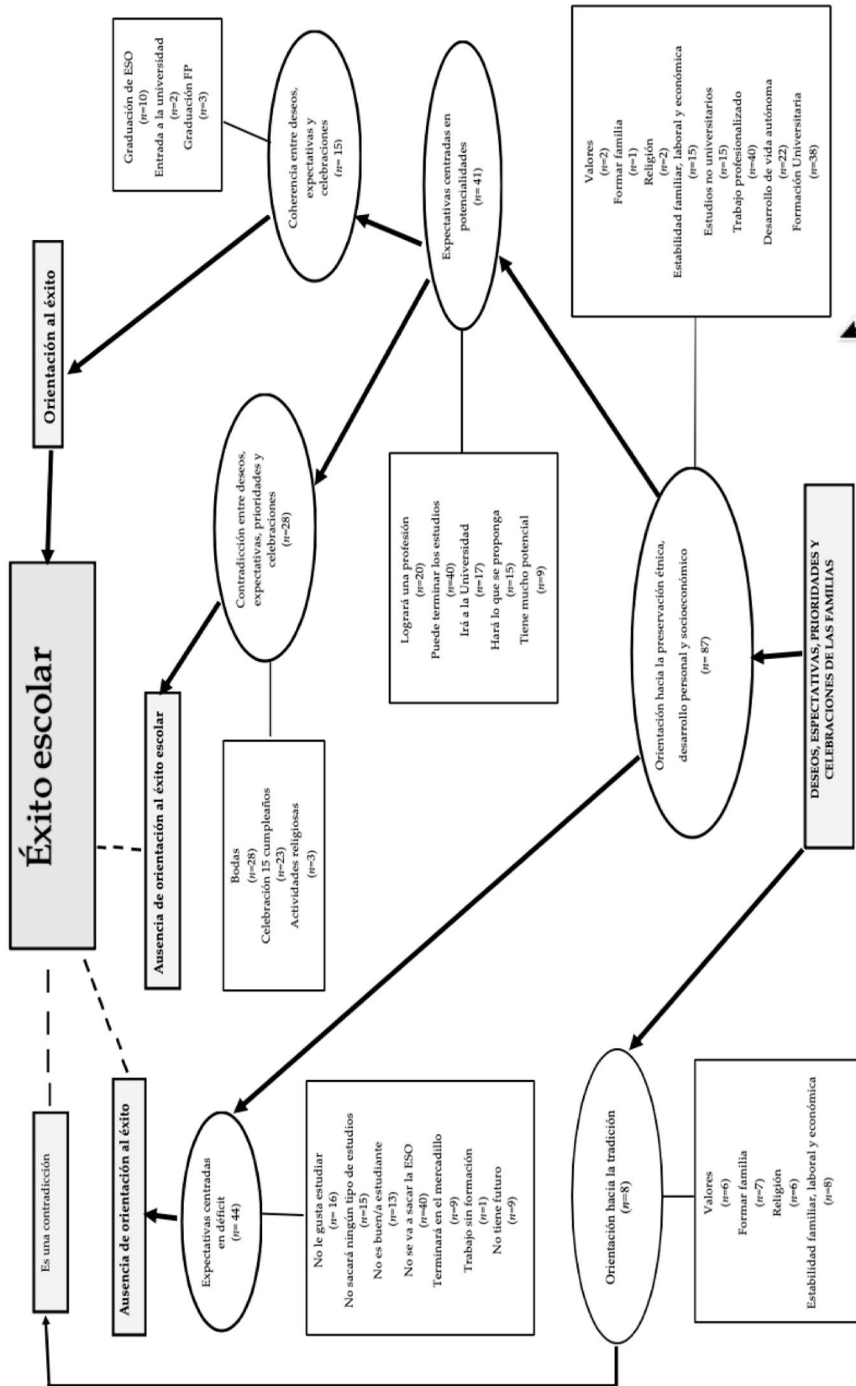 Éxito escolar
Es una contradicción
Ausencia de orientación al éxito
Ausencia de orientación al éxito escolar
Orientación al éxito
Expectativas centradas
en déficit
(n= 44)
No le gusta estudiar
(n= 16)
No sacará ningún tipo de estudios
(n=15)
No es buen/a estudiante
(n=13)
No se va a sacar la ESO
(n=40)
Terminará en el mercadillo
(n=9)
Trabajo sin formación
(n=1)
No tiene futuro
(n=9)
Bodas
(n=28)
Celebración 15 cumpleaños
(n=23)
Actividades religiosas
(n=3)
Contradicción entre deseos,
expectativas, prioridades y
celebraciones
(n=28)
Coherencia entre deseos,
expectativas y
celebraciones
(n= 15)
Graduación de ESO
(n=10)
Entrada a la universidad
(n=2)
Graduación FP
(n=3)
Logrará una profesión
(n=20)
Puede terminar los estudios
(n=40)
Irá a la Universidad
(n=17)
Hará lo que se proponga
(n=15)
Tiene mucho potencial
(n=9)
Expectativas centradas en
potencialidades
(n= 41)
Orientación hacia la tradición
(n=8)
Valores
(n=6)
Formar familia
(n=7)
Religión
(n=6)
Estabilidad familiar, laboral y económica
(n=8)
Orientación hacia la preservación étnica,
desarrollo personal y socioeconómico
(n= 87)
Valores
(n=2)
Formar familia
(n=1)
Religión
(n=2)
Estabilidad familiar, laboral y económica
(n=15)
Estudios no universitarios
(n=15)
Trabajo profesionalizado
(n=40)
Desarrollo de vida autónoma
(n=22)
Formación Universitaria
(n=38)
DESEOS, ESPECTATIVAS, PRIORIDADES Y
CELEBRACIONES DE LAS FAMILIAS